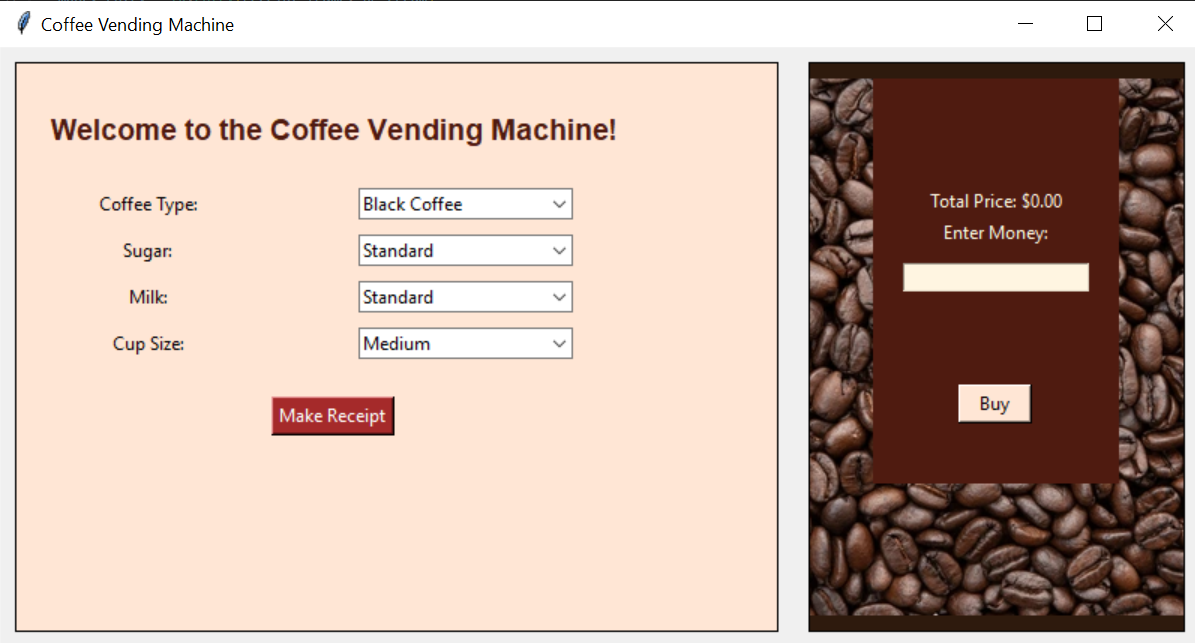 Coffee Vending Machine
Welcome to the Coffee Vending Machine!
Coffee Type: Black Coffee
Sugar: Standard
Milk: Standard
Cup Size: Medium
Make Receipt
Total Price: $0.00
Enter Money:
Buy